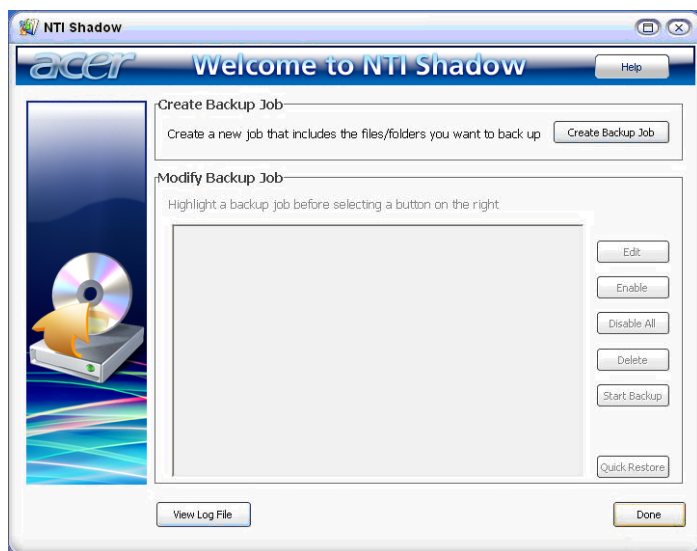 NTI Shadow
acer
Welcome to NTI Shadow
Help
Create Backup Job
Create a new job that includes the files/folders you want to back up
Create Backup Job
Modify Backup Job
Highlight a backup job before selecting a button on the right
Edit
Enable
Disable All
Delete
Start Backup
Quick Restore
View Log File
Done